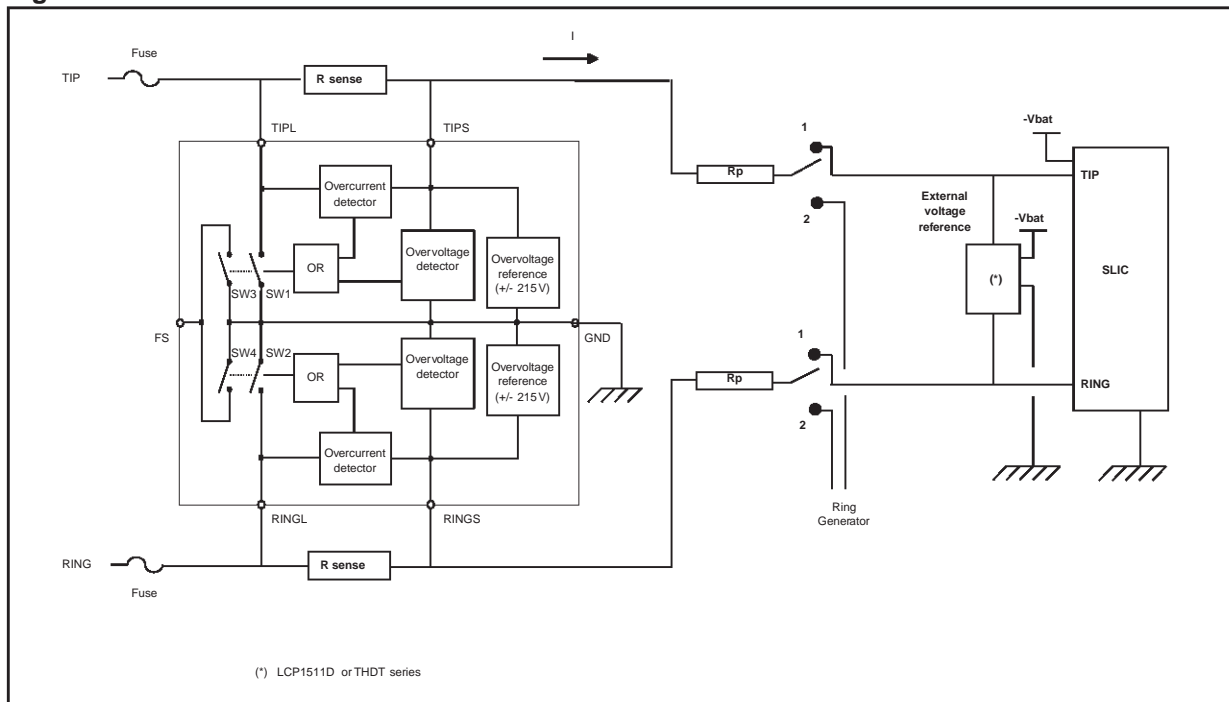 I
Fuse
TIP
R sense
TIPL
TIPS
1
-Vbat
Rp
TIP
Overcurrent
detector
External
voltage
reference
2
-Vbat
OR
Overvoltage
detector
Overvoltage
reference
(+/- 215 V)
(*)
SLIC
SW3
SW1
FS
GND
1
SW4
SW2
OR
Overvoltage
detector
Overvoltage
reference
(+/- 215 V)
Rp
RING
2
Overcurrent
detector
RINGL
RINGS
Ring
Generator
RING
R sense
Fuse
(*) LCP1511D or THDT series